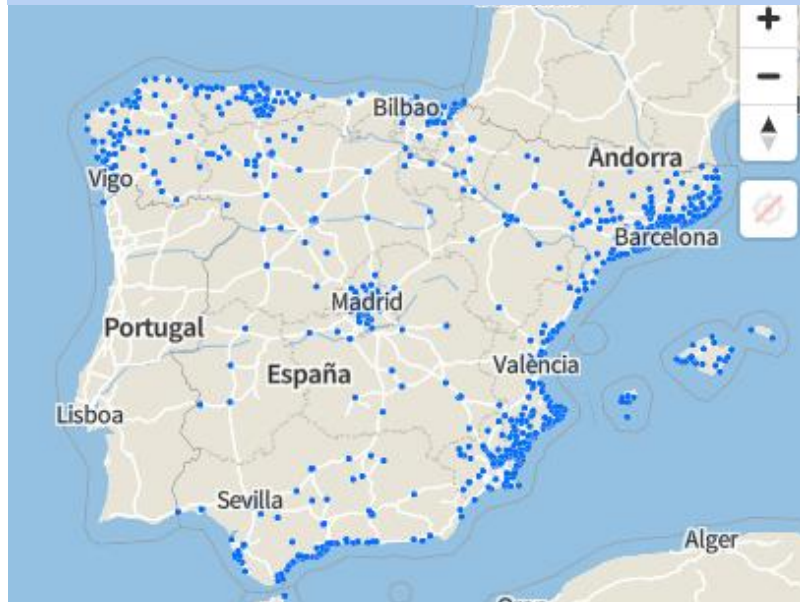 +
Bilbao
−
Andorra
Vigo
Barcelona
Madrid
Portugal
València
España
Lisboa
Sevilla
Alger